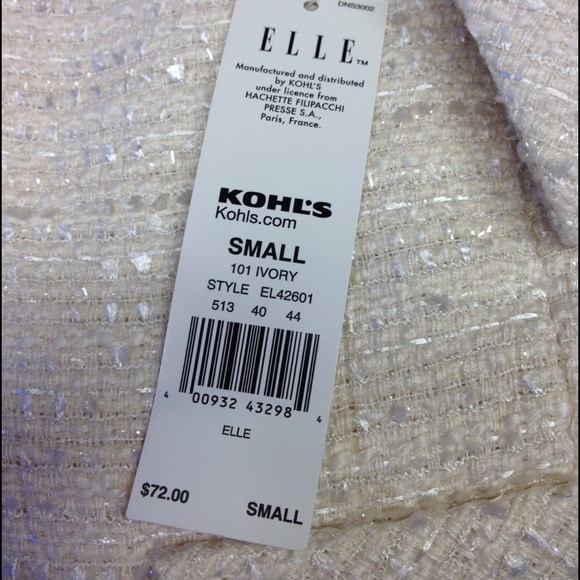 DNS3002
ELLE™
Manufactured and distributed
by KOHL'S
under licence from
HACHETTE FILIPACCHI
PRESSE S.A.,
Paris, France.
KOHL'S
Kohls.com
SMALL
101 IVORY
STYLE EL42601
513 40 44
4 00932 43298 4
ELLE
$72.00 SMALL